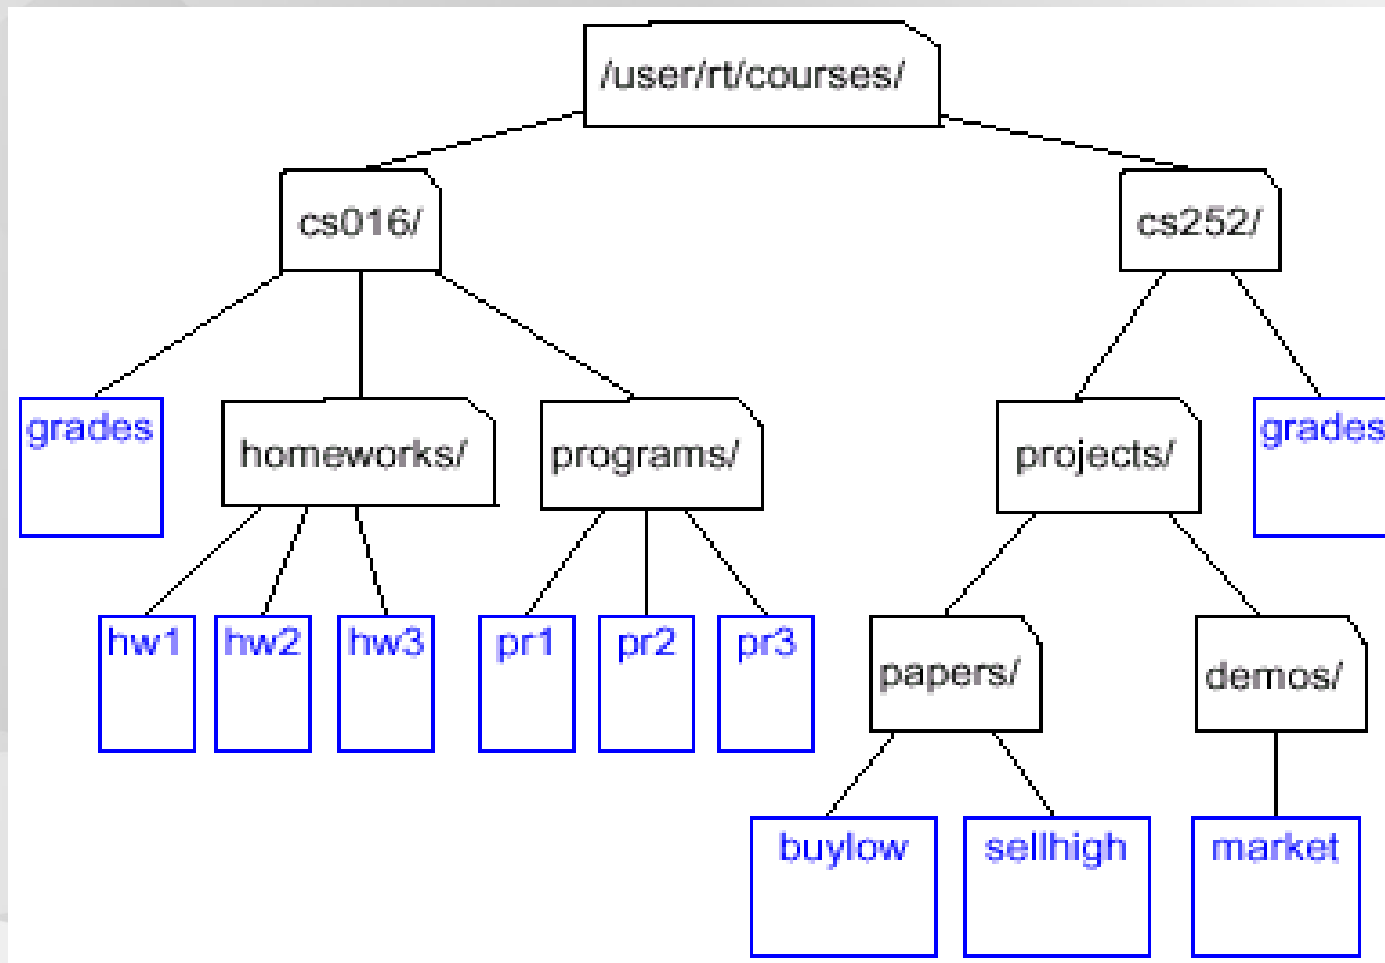 /user/rt/courses/
cs016/
cs252/
grades
homeworks/
programs/
projects/
grades
hw1
hw2
hw3
pr1
pr2
pr3
papers/
demos/
buylow
sellhigh
market